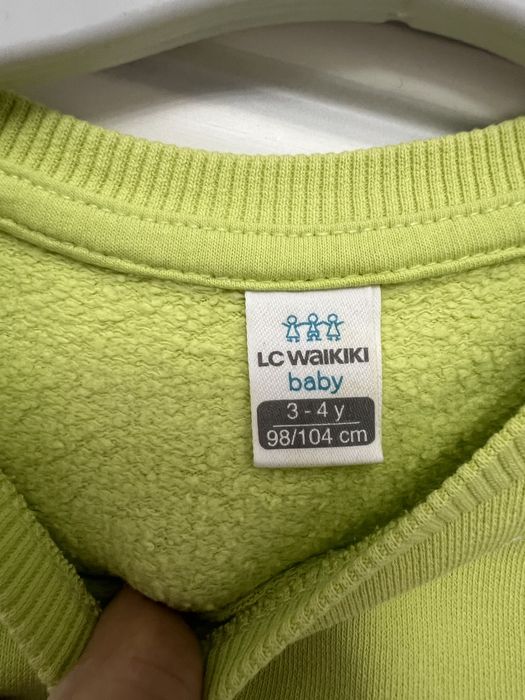 LC WAIKIKI
baby
3 - 4 y
98/104 cm